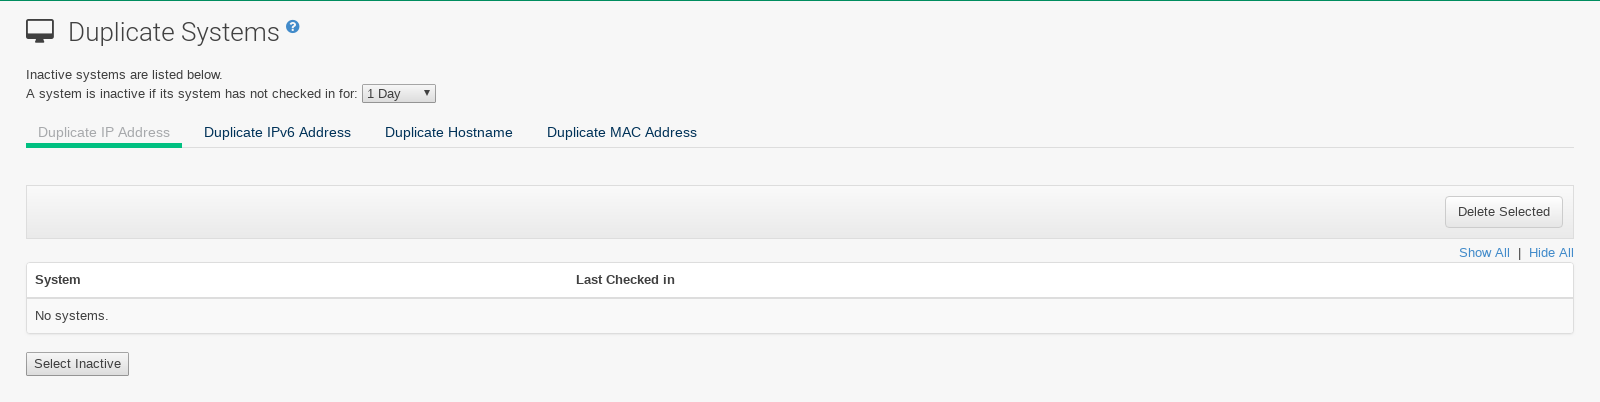 Duplicate Systems
Inactive systems are listed below.
A system is inactive if its system has not checked in for: 1 Day
Duplicate IP Address Duplicate IPv6 Address Duplicate Hostname Duplicate MAC Address
Delete Selected
Show All | Hide All
System Last Checked in
No systems.
Select Inactive